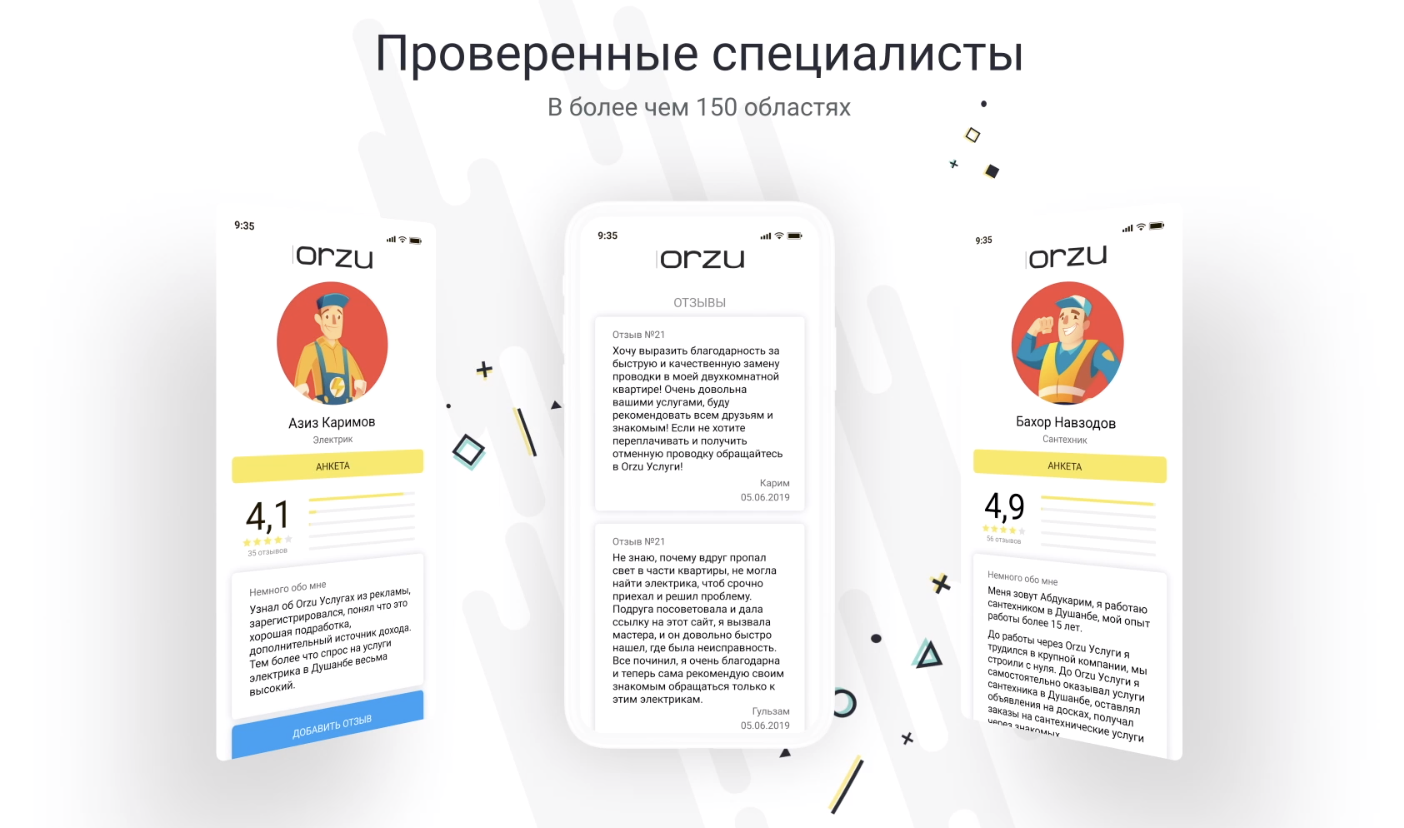 Проверенные специалисты
В более чем 150 областях
9:35
orzu
Азиз Каримов
Электрик
АНКЕТА
4,1
35 отзывов
Немного обо мне
Узнал об Orzu Услугах из рекламы,
зарегистрировался, понял что это
хорошая подработка,
дополнительный источник дохода.
Тем более что спрос на услуги
электрика в Душанбе весьма
высокий.
ДОБАВИТЬ ОТЗЫВ
9:35
orzu
ОТЗЫВЫ
Отзыв №21
Хочу выразить благодарность за
быструю и качественную замену
проводки в моей двухкомнатной
квартире! Очень довольна
вашими услугами, буду
рекомендовать всем друзьям и
знакомым! Если не хотите
переплачивать и получить
отменную проводку обращайтесь
в Orzu Услуги!
Карим
05.06.2019
Отзыв №21
Не знаю, почему вдруг пропал
свет в части квартиры, не могла
найти электрика, чтоб срочно
приехал и решил проблему.
Подруга посоветовала и дала
ссылку на этот сайт, я вызвала
мастера, и он довольно быстро
нашел, где была неисправность.
Все починил, я очень благодарна
и теперь сама рекомендую своим
знакомым обращаться только к
этим электрикам.
Гульзам
05.06.2019
9:35
orzu
Бахор Навзодов
Сантехник
АНКЕТА
4,9
56 отзывов
Немного обо мне
Меня зовут Абдукарим, я работаю
сантехником в Душанбе, мой опыт
работы более 15 лет.
До работы через Orzu Услуги я
трудился в крупной компании, мы
строили с нуля. До Orzu Услуги я
самостоятельно оказывал услуги
сантехника в Душанбе, оставлял
объявления на досках, получал
заказы на сантехнические услуги
через знакомых